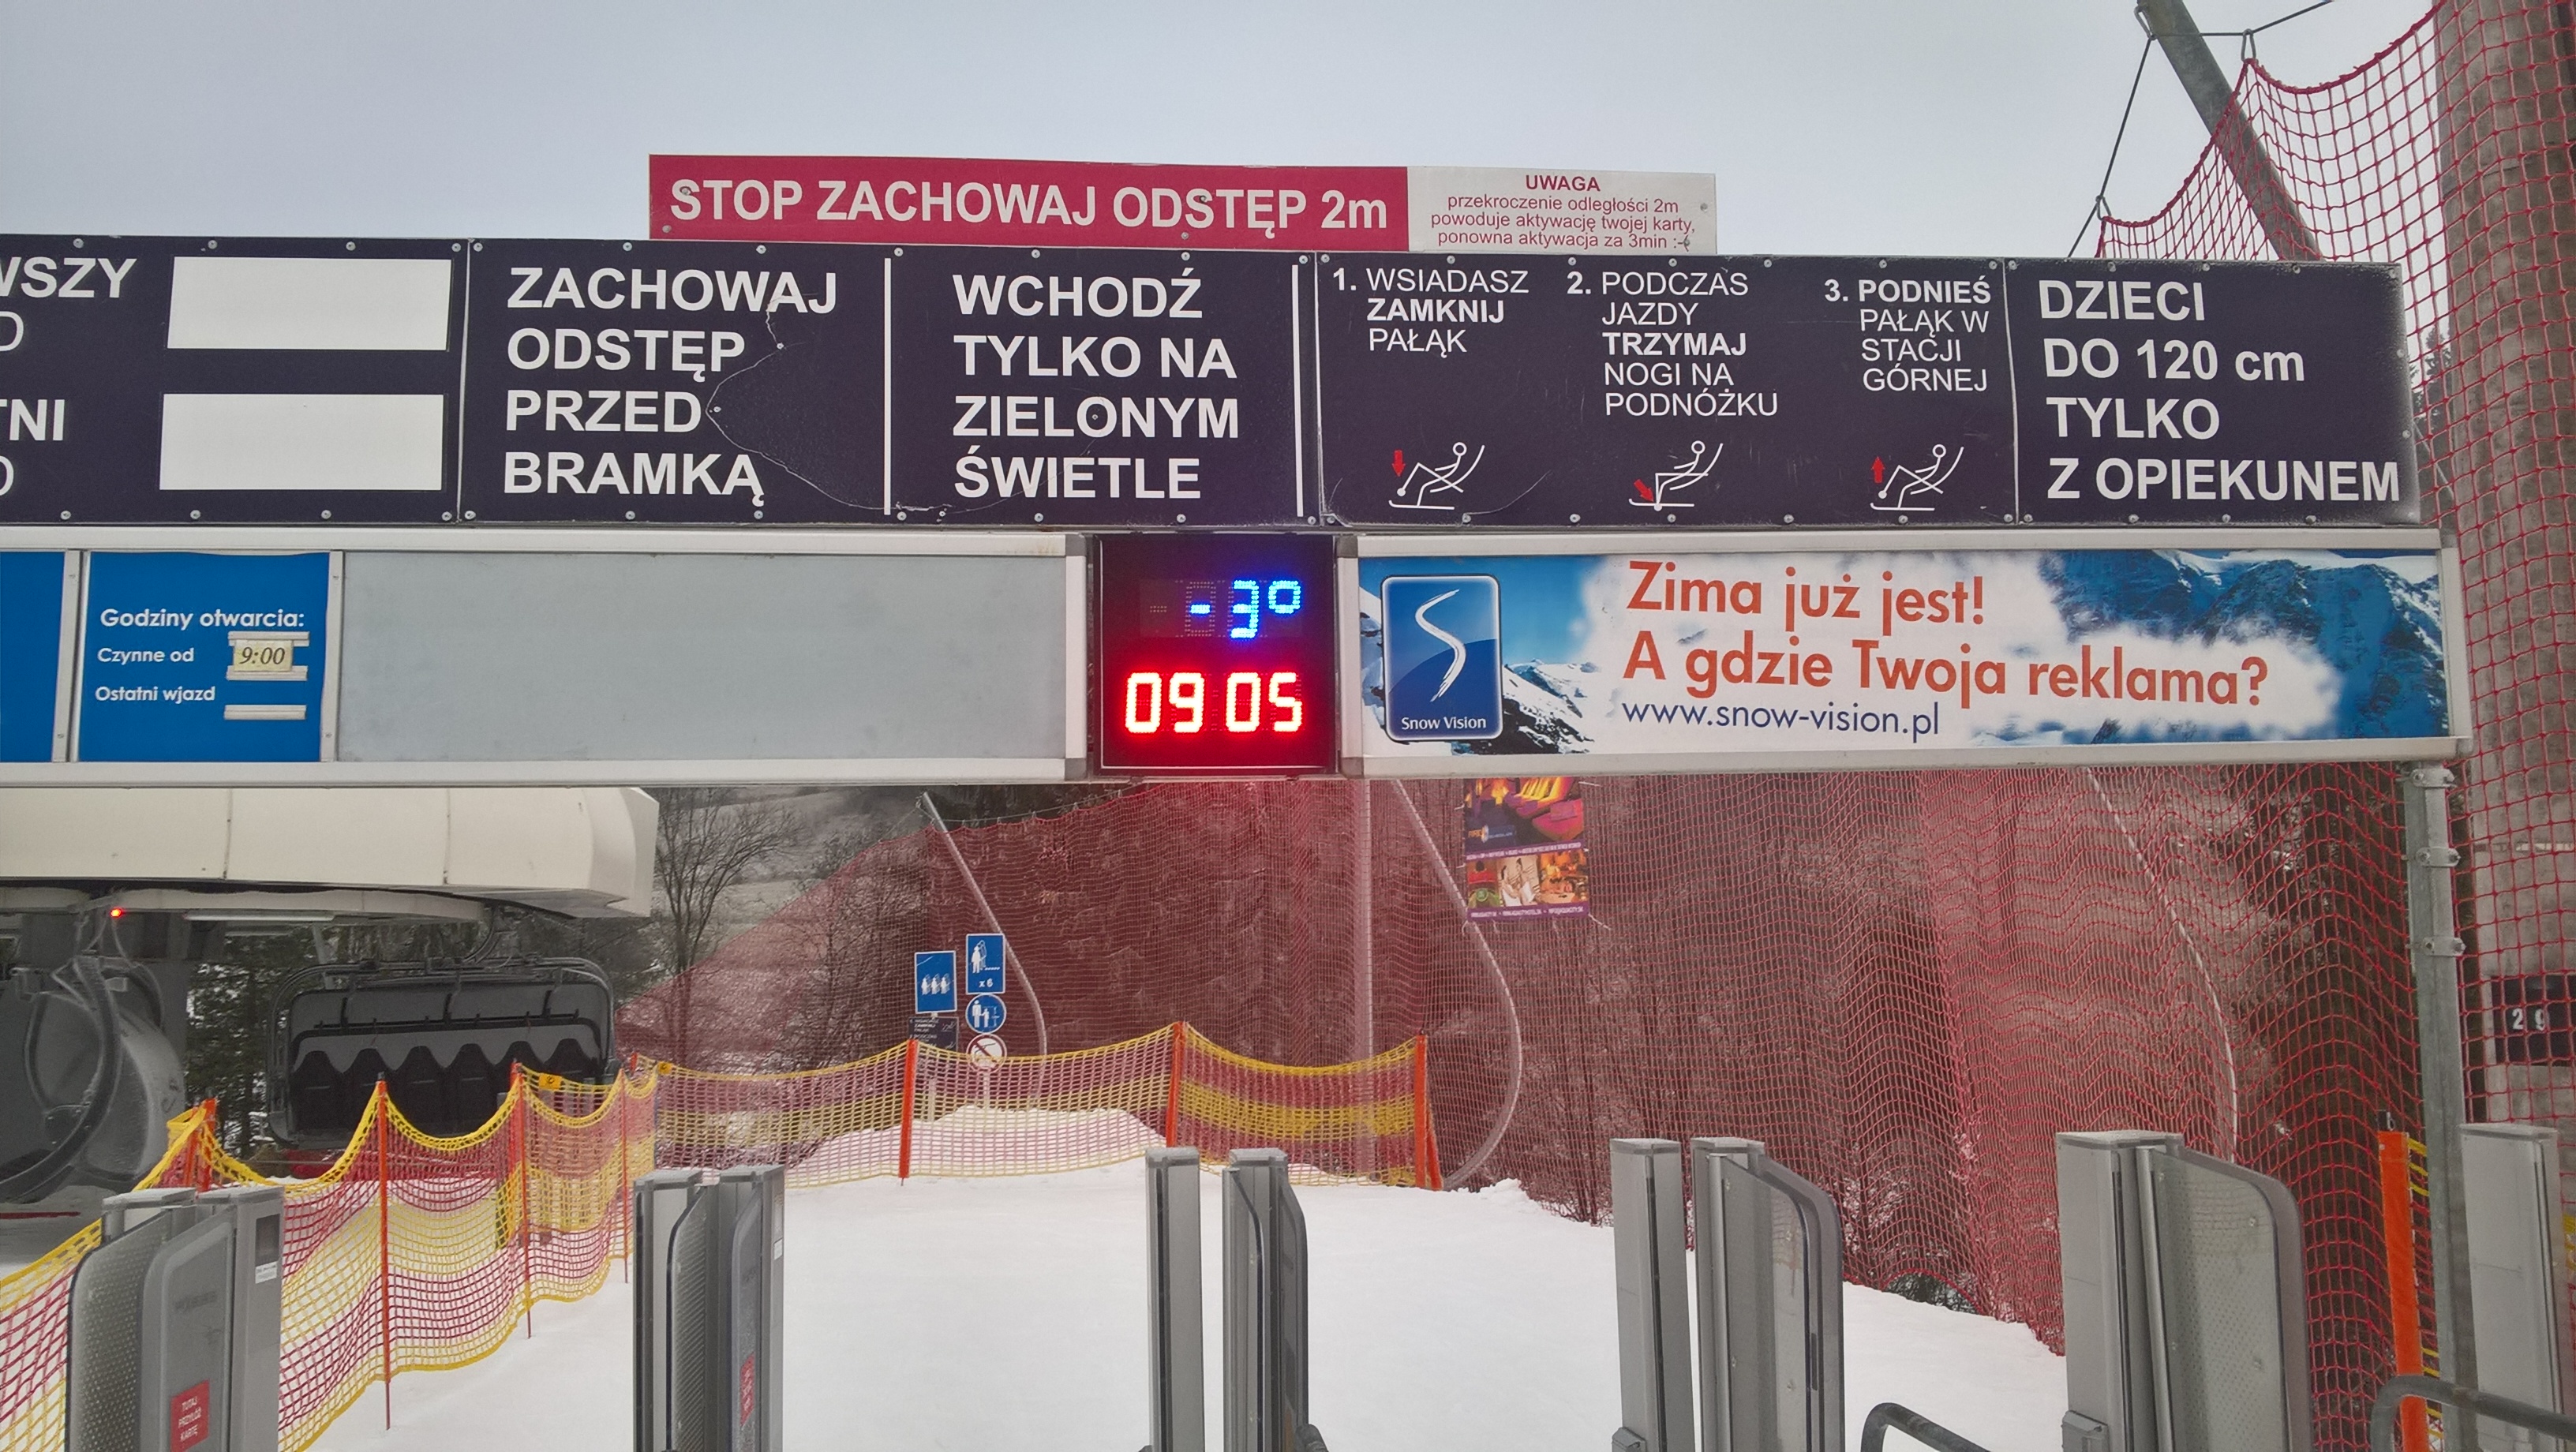 STOP ZACHOWAJ ODSTĘP 2m
UWAGA
przekroczenie odległości 2m
powoduje aktywację twojej karty,
ponowna aktywacja za 3min :-(
WSZY
D
TNI
D
ZACHOWAJ
ODSTĘP
PRZED
BRAMKĄ
WCHODŹ
TYLKO NA
ZIELONYM
ŚWIETLE
1. WSIADASZ
ZAMKNIJ
PAŁĄK
2. PODCZAS
JAZDY
TRZYMAJ
NOGI NA
PODNÓŻKU
3. PODNIEŚ
PAŁĄK W
STACJI
GÓRNEJ
DZIECI
DO 120 cm
TYLKO
Z OPIEKUNEM
Godziny otwarcia:
Czynne od 9:00
Ostatni wjazd
-3°
09 05
Snow Vision
Zima już jest!
A gdzie Twoja reklama?
www.snow-vision.pl
x 6
29
TUTAJ
PRZYŁÓŻ
KARTĘ